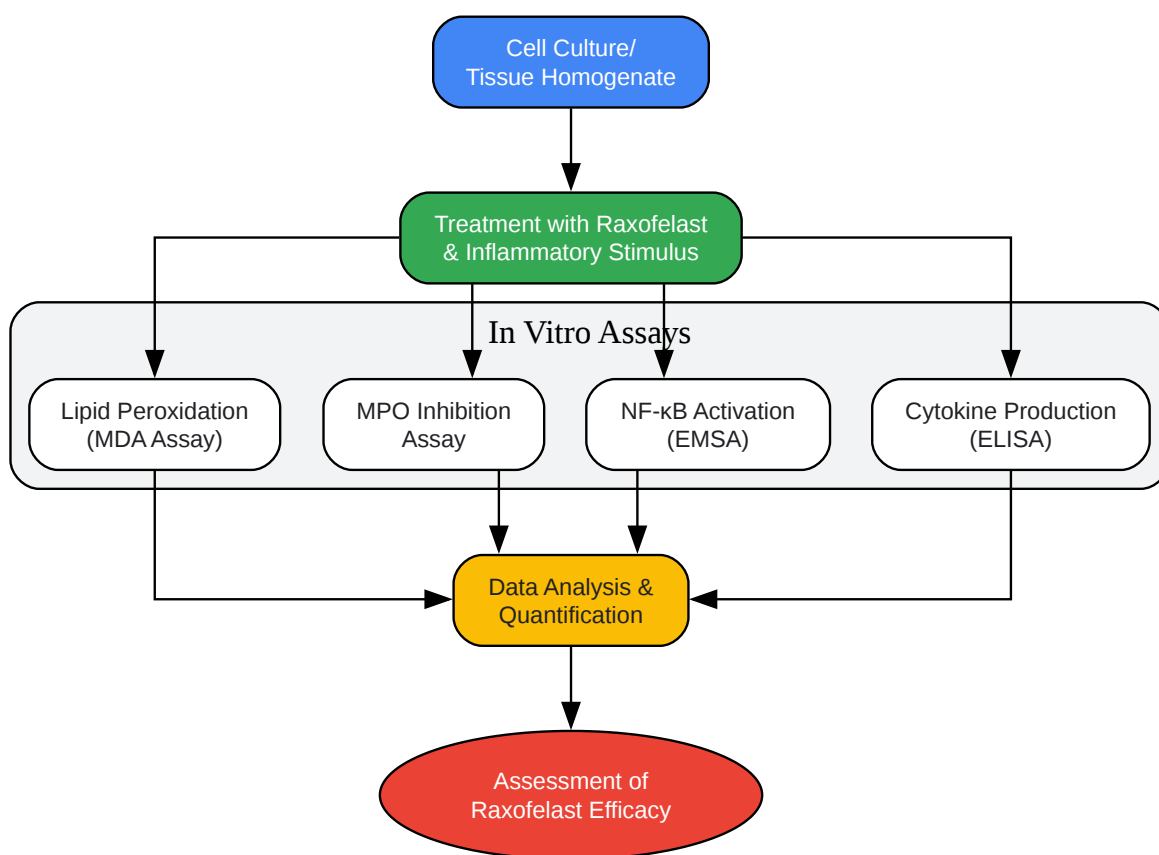 Cell Culture/
Tissue Homogenate
Treatment with Raxofelast
& Inflammatory Stimulus
In Vitro Assays
Lipid Peroxidation
(MDA Assay)
MPO Inhibition
Assay
NF-κB Activation
(EMSA)
Cytokine Production
(ELISA)
Data Analysis &
Quantification
Assessment of
Raxofelast Efficacy